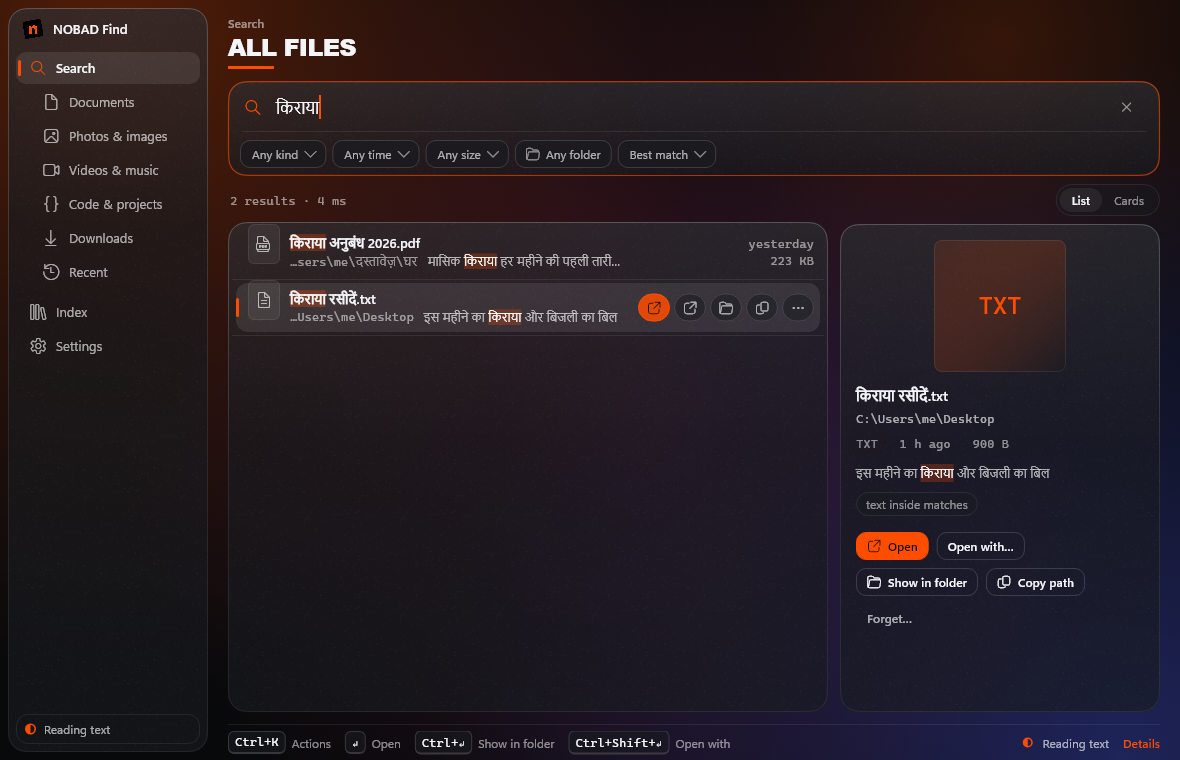 NOBAD Find
Search
Documents
Photos & images
Videos & music
Code & projects
Downloads
Recent
Index
Settings
Reading text
Search
ALL FILES
किराया
Any kind
Any time
Any size
Any folder
Best match
2 results · 4 ms
List
Cards
किराया अनुबंध 2026.pdf
yesterday
…sers\me\दस्तावेज़\घर मासिक किराया हर महीने की पहली तारी…
223 KB
किराया रसीदें.txt
…Users\me\Desktop इस महीने का किराया और बिजली का बिल
TXT
किराया रसीदें.txt
C:\Users\me\Desktop
TXT 1 h ago 900 B
इस महीने का किराया और बिजली का बिल
text inside matches
Open
Open with…
Show in folder
Copy path
Forget…
Ctrl+K Actions
↲ Open
Ctrl+↲ Show in folder
Ctrl+Shift+↲ Open with
Reading text
Details